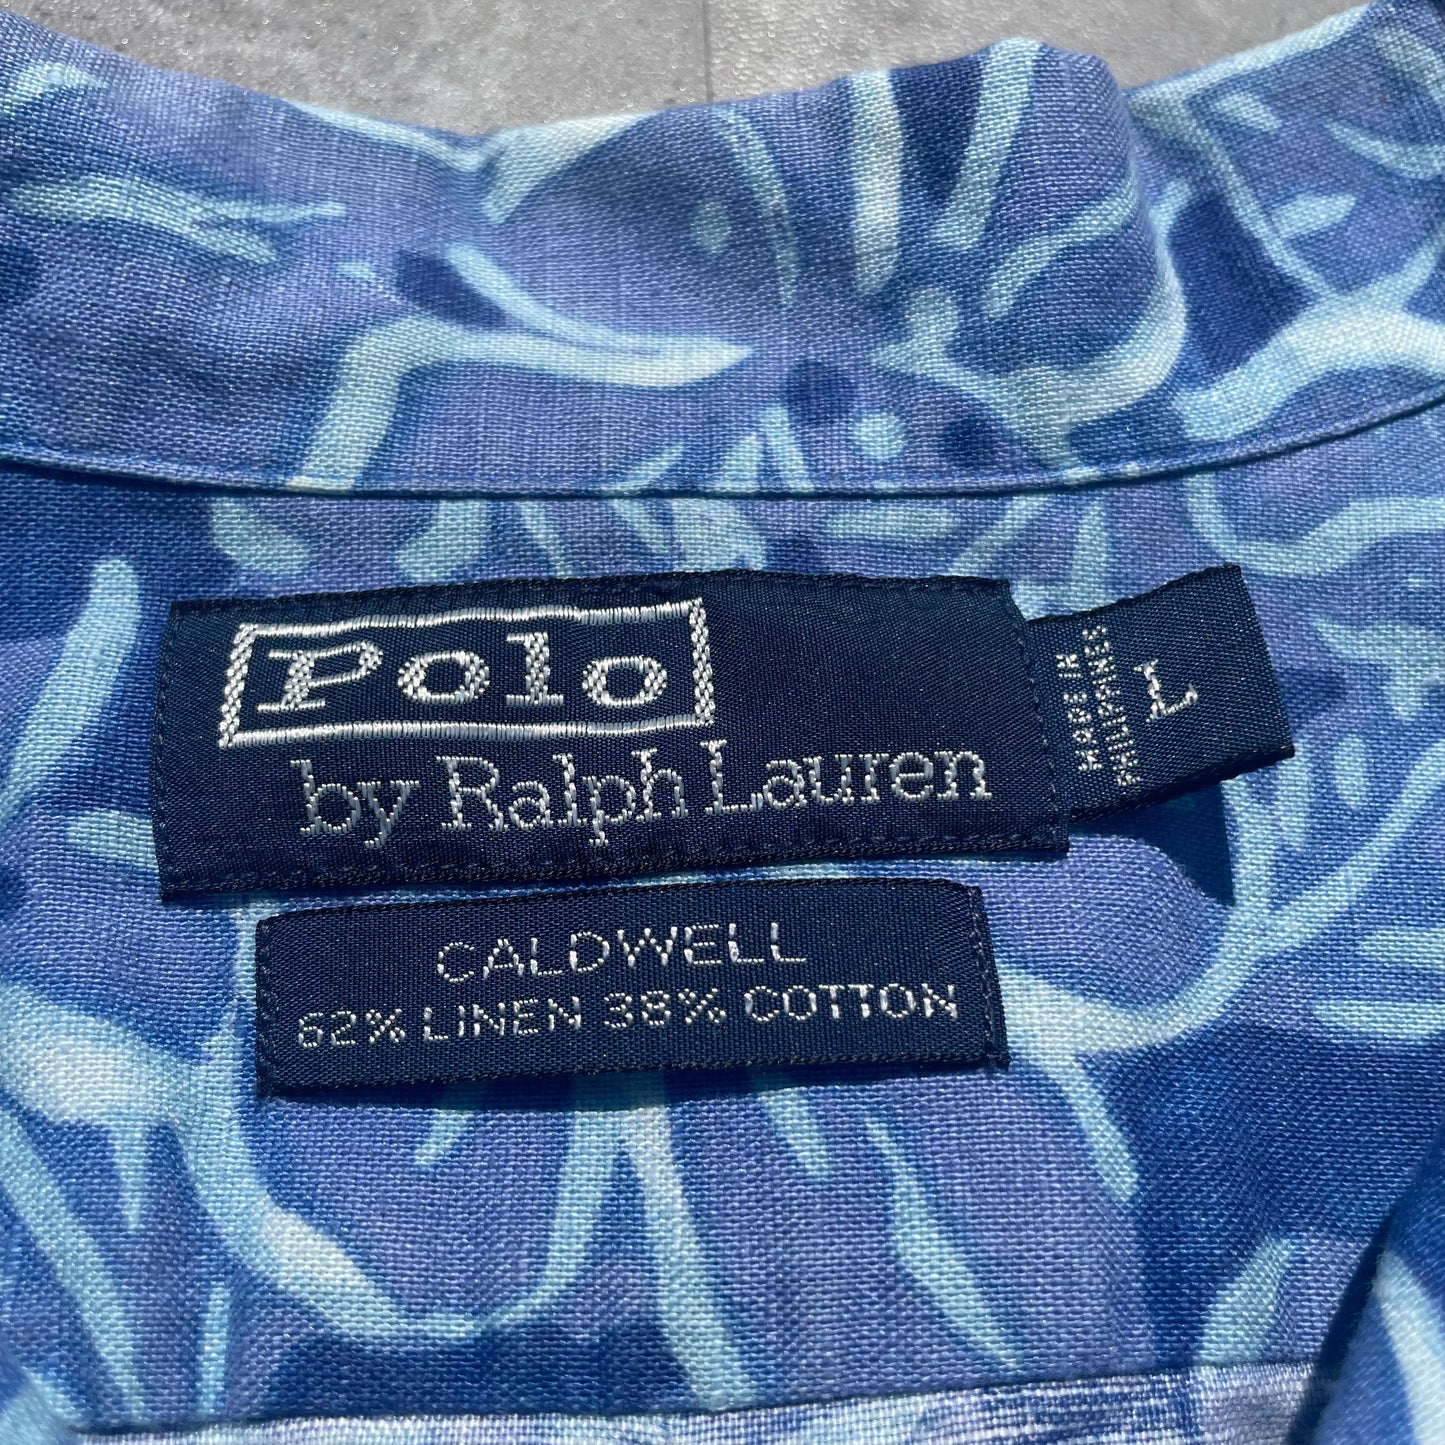 Polo
by Ralph Lauren
MADE IN
PHILIPPINES
L
CALDWELL
62% LINEN 38% COTTON